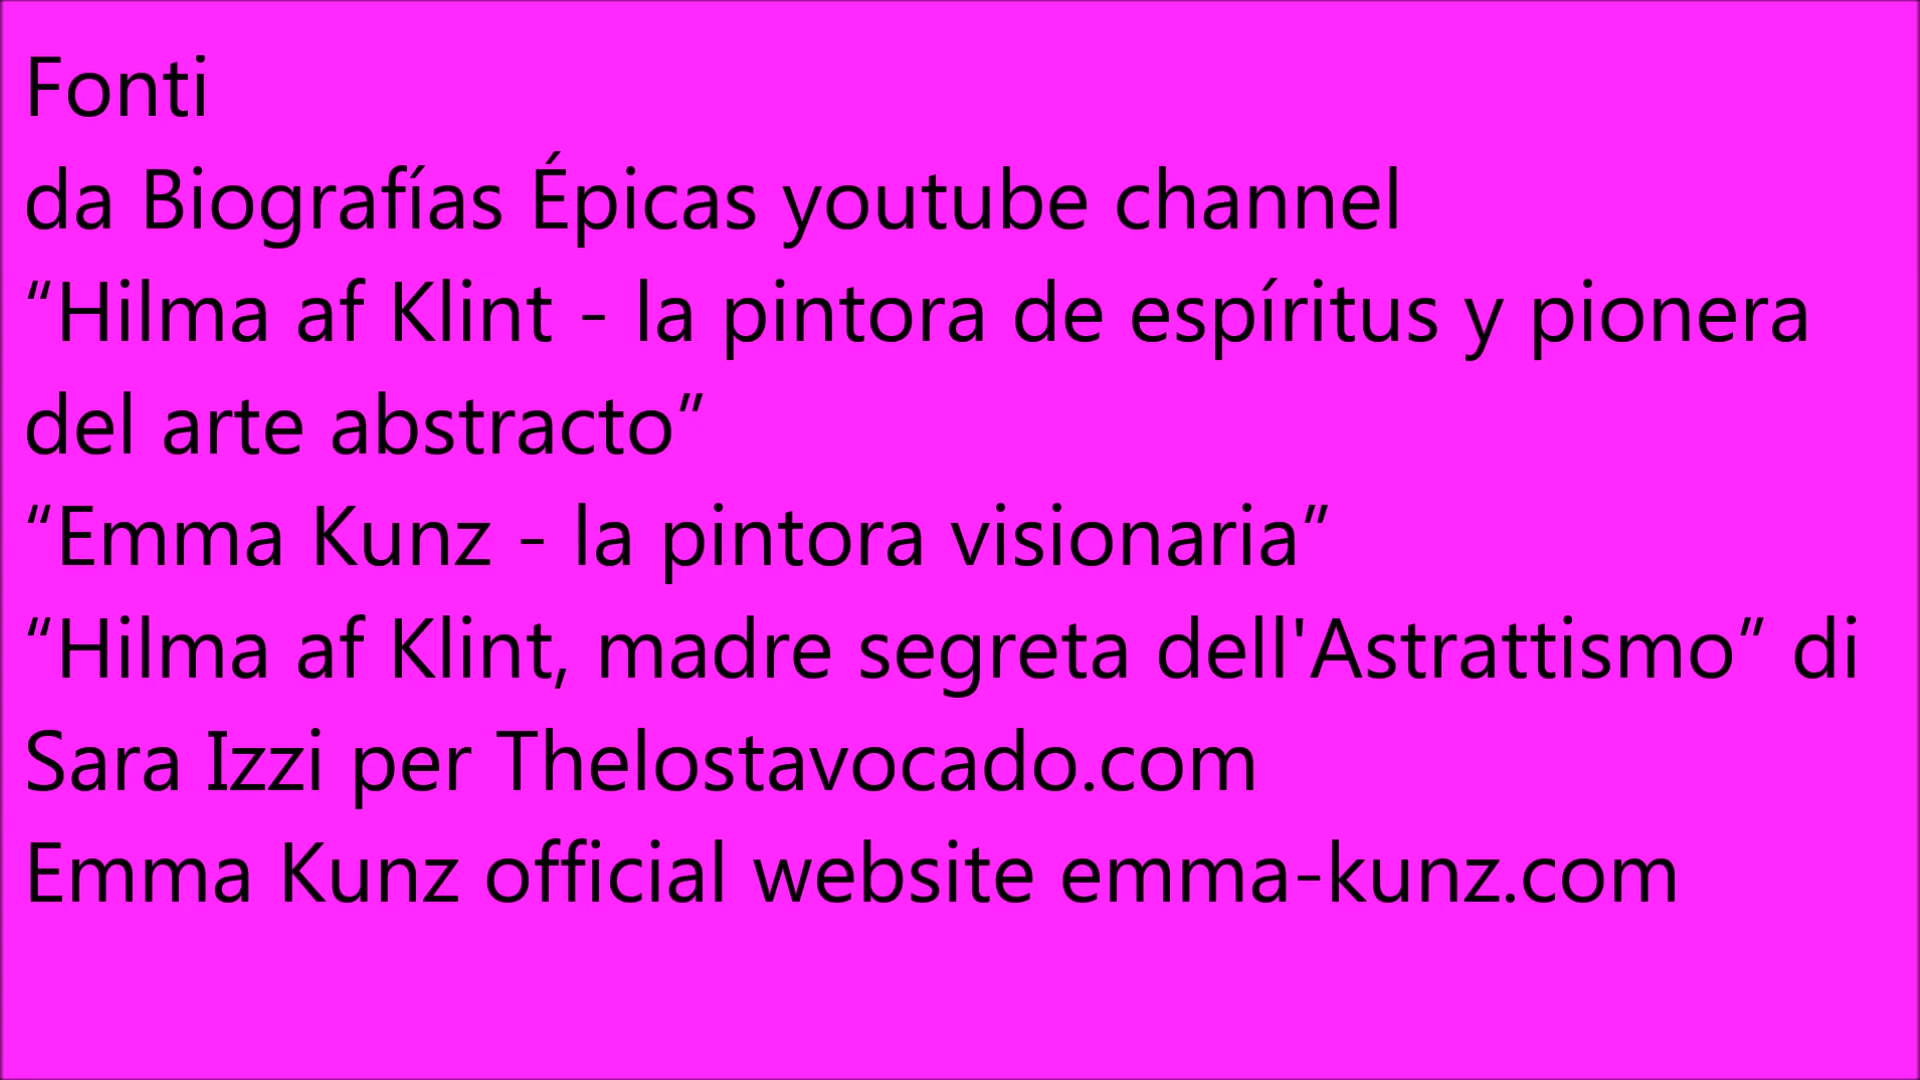 Fonti
da Biografías Épicas youtube channel
“Hilma af Klint - la pintora de espíritus y pionera
del arte abstracto”
“Emma Kunz - la pintora visionaria”
“Hilma af Klint, madre segreta dell'Astrattismo” di
Sara Izzi per Thelostavocado.com
Emma Kunz official website emma-kunz.com